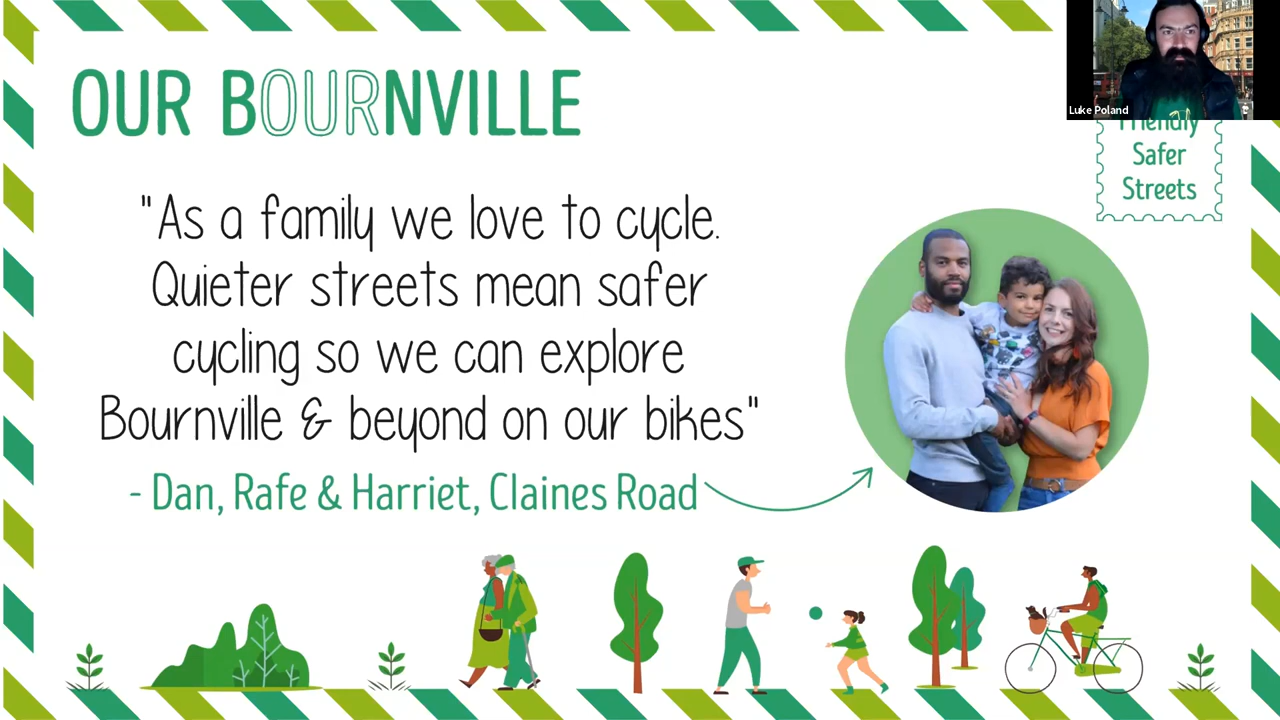 OUR BOURNVILLE
Luke Poland
Friendly
Safer
Streets
"As a family we love to cycle.
Quieter streets mean safer
cycling so we can explore
Bournville & beyond on our bikes"
- Dan, Rafe & Harriet, Claines Road